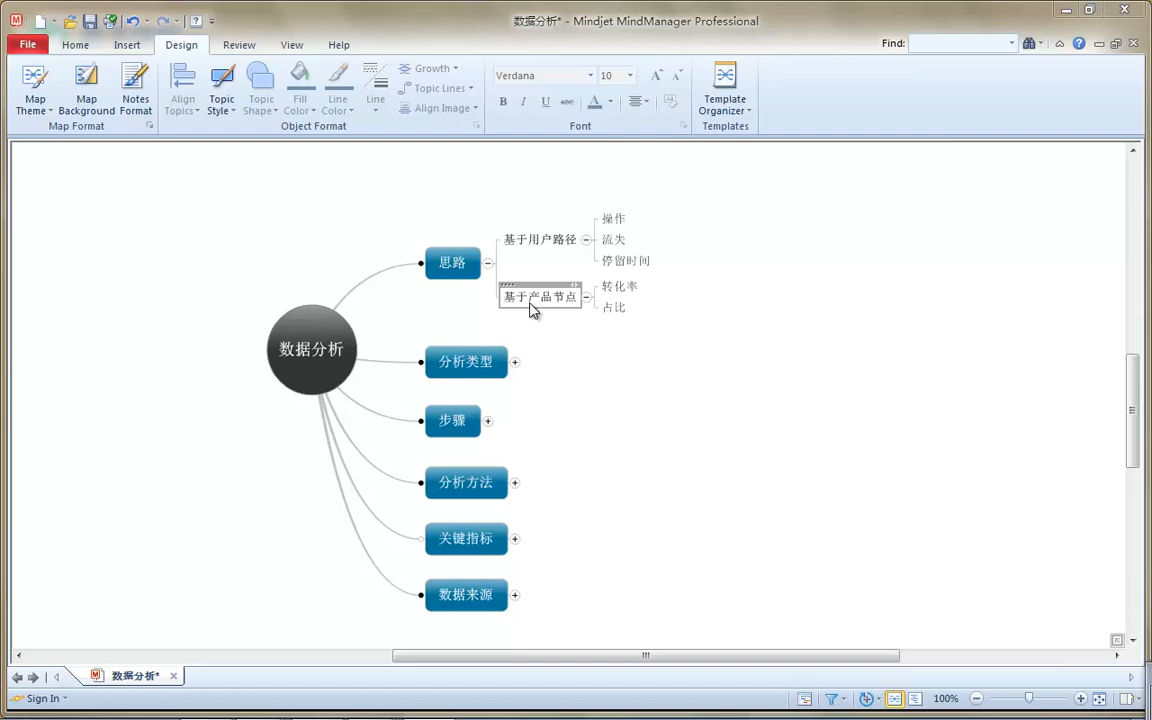 数据分析* - Mindjet MindManager Professional
File Home Insert Design Review View Help Find:
Map Theme
Map Background
Notes Format
Map Format
Align Topics
Topic Style
Topic Shape
Fill Color
Line Color
Line
Growth
Topic Lines
Align Image
Object Format
Verdana 10
B I U ABC A
Font
Template Organizer
Templates
操作
基于用户路径
流失
思路
停留时间
转化率
基于产品节点
占比
数据分析
分析类型
步骤
分析方法
关键指标
数据来源
数据分析*
Sign In 100%